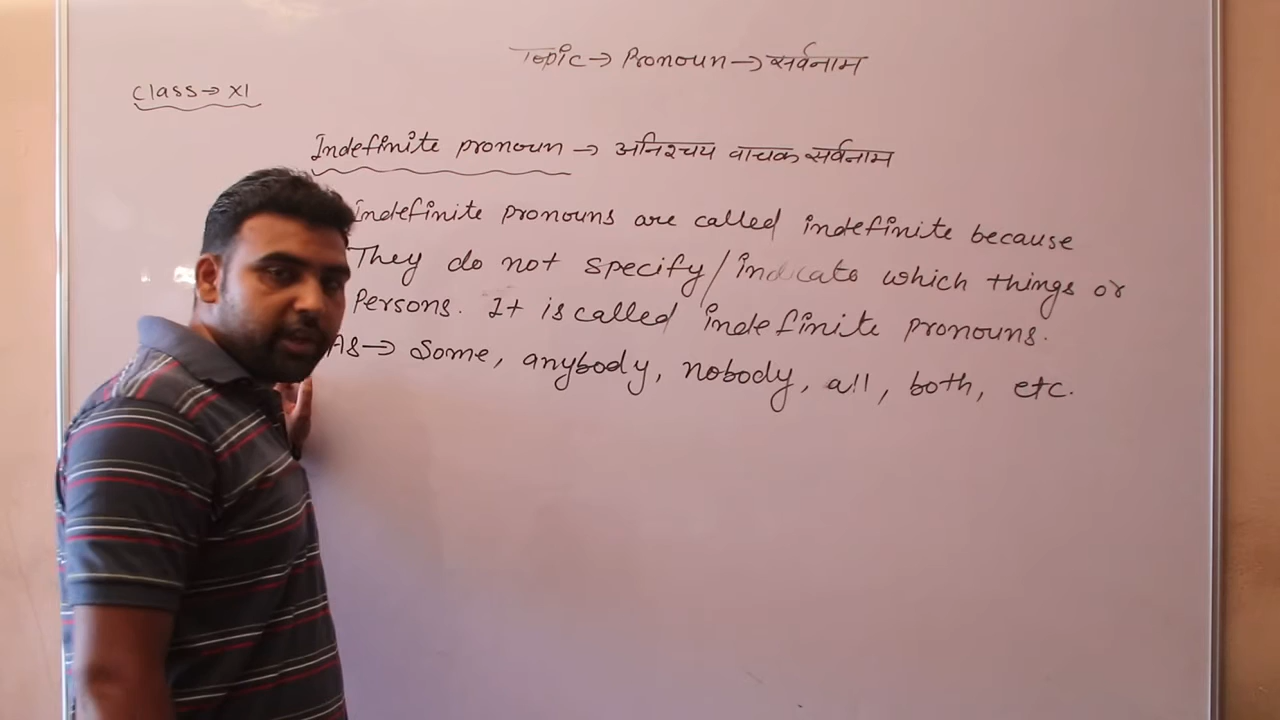 Topic → Pronoun → सर्वनाम
Class → XI
Indefinite pronoun → अनिश्चय वाचक सर्वनाम
Indefinite pronouns are called indefinite because
They do not specify/indicate which things or
Persons. It is called indefinite pronouns.
As → Some, anybody, nobody, all, both, etc.